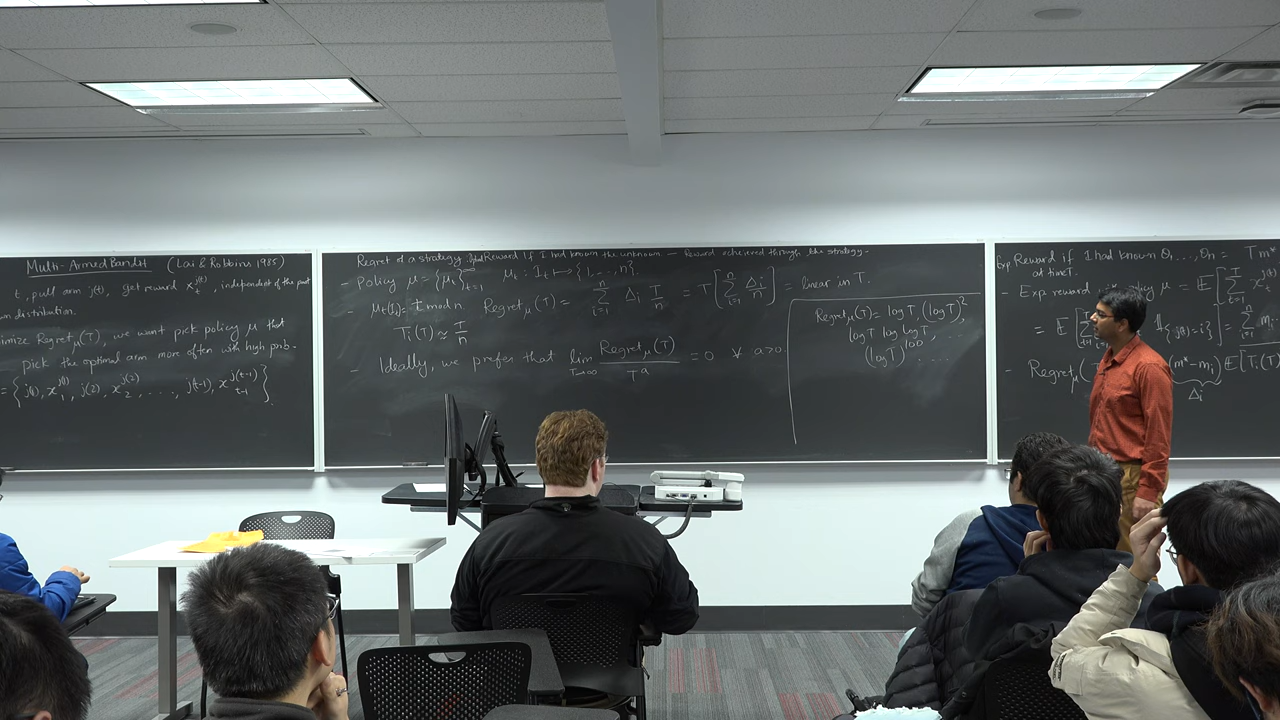 Multi-Armed Bandit (Lai & Robbins 1985)
t, pull arm j(t), get reward x_t^{j(t)}, independent of the past
distribution.
Regret_μ(T), we want pick policy μ that
pick the optimal arm more often with high prob.
= {j(1), x_1^{j(1)}, j(2), x_2^{j(2)}, ..., j(t-1), x_{t-1}^{j(t-1)}}.
Regret of a strategy Reward if I had known the unknown — Reward achieved through the strategy.
- Policy μ = {μ_t}_{t=1} μ_t : I_t ↦ {1, ..., n}.
- μ(I_t) = t mod n Regret_μ(T) = Σ_{i=1}^n Δ_i T/n = T[Σ_{i=1}^n Δ_i/n] = linear in T.
T_i(T) ≈ T/n
- Ideally, we prefer that lim_{T→∞} Regret_μ(T)/T^a = 0 ∀ a>0
Regret_μ(T) = log T, (log T)^2,
log T log log T, ...
(log T)^{100} ....
Exp. Reward if I had known θ_1, ..., θ_n = Tm*
at time T.
- Exp. reward policy μ = 𝔼[Σ_{t=1}^T x_t^{j(t)}
= 𝔼[Σ 𝟙{j(t)=i}] = Σ_{i=1}^n m_i
- Regret_μ( (m* - m_i) 𝔼[T_i(T)
Δ_i